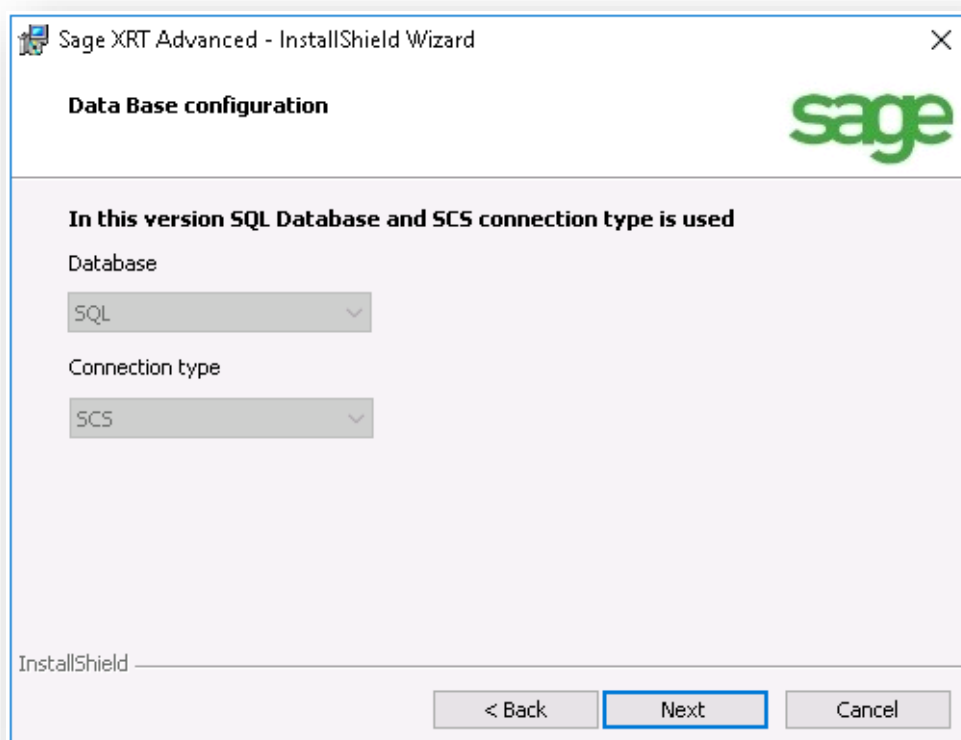 Sage XRT Advanced - InstallShield Wizard
Data Base configuration
sage
In this version SQL Database and SCS connection type is used
Database
SQL
Connection type
SCS
InstallShield
< Back Next Cancel